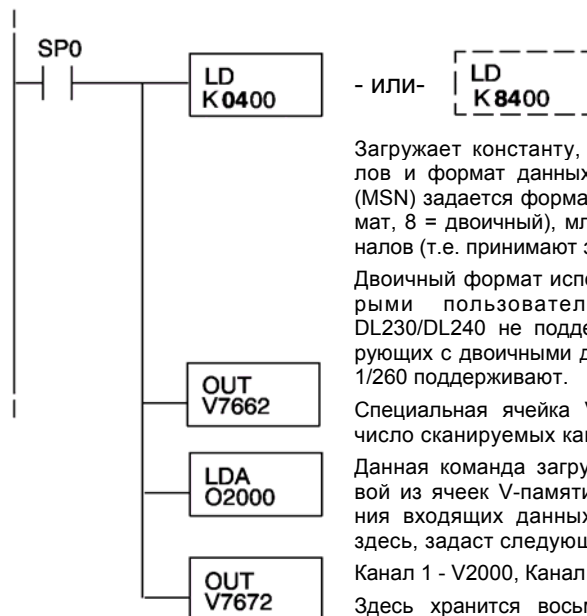 SP0
LD
K0400
- или-
LD
K8400
Загружает константу,
лов и формат данных
(MSN) задается форма
мат, 8 = двоичный), мл
налов (т.е. принимают з
Двоичный формат испо
рыми пользовател
DL230/DL240 не подде
рующих с двоичными д
1/260 поддерживают.
OUT
V7662
Специальная ячейка V
число сканируемых ка
LDA
O2000
Данная команда загру
вой из ячеек V-памяти
ния входящих данных
здесь, задаст следующ
Канал 1 - V2000, Канал
OUT
V7672
Здесь хранится восьм